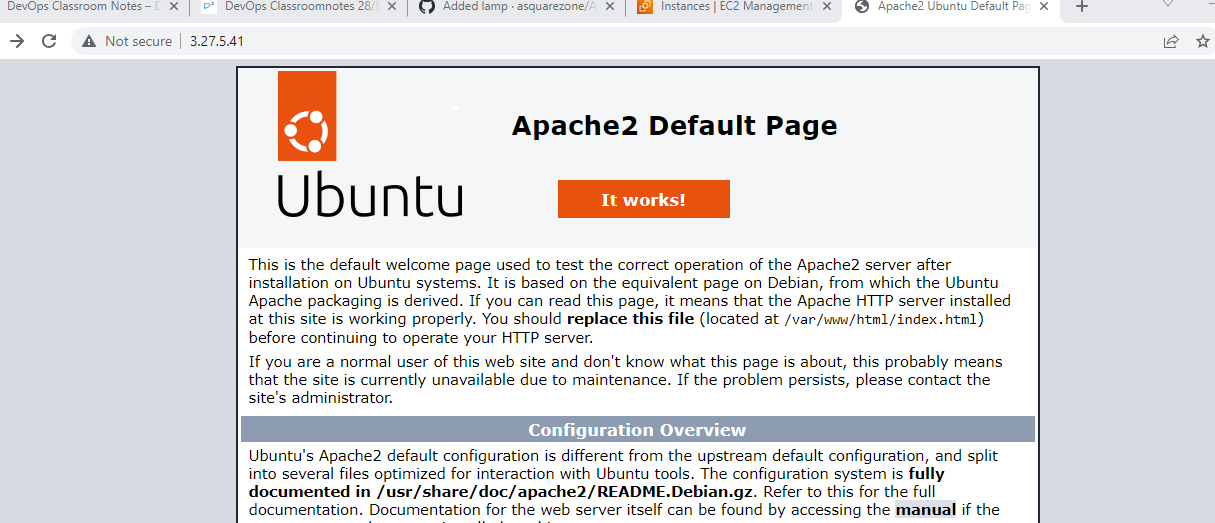 DevOps Classroom Notes – D
DevOps Classroomnotes 28/
Added lamp · asquarezone/A
Instances | EC2 Management
Apache2 Ubuntu Default Pag
Not secure
3.27.5.41
Apache2 Default Page
Ubuntu
It works!
This is the default welcome page used to test the correct operation of the Apache2 server after
installation on Ubuntu systems. It is based on the equivalent page on Debian, from which the Ubuntu
Apache packaging is derived. If you can read this page, it means that the Apache HTTP server installed
at this site is working properly. You should replace this file (located at /var/www/html/index.html)
before continuing to operate your HTTP server.
If you are a normal user of this web site and don't know what this page is about, this probably means
that the site is currently unavailable due to maintenance. If the problem persists, please contact the
site's administrator.
Configuration Overview
Ubuntu's Apache2 default configuration is different from the upstream default configuration, and split
into several files optimized for interaction with Ubuntu tools. The configuration system is fully
documented in /usr/share/doc/apache2/README.Debian.gz. Refer to this for the full
documentation. Documentation for the web server itself can be found by accessing the manual if the